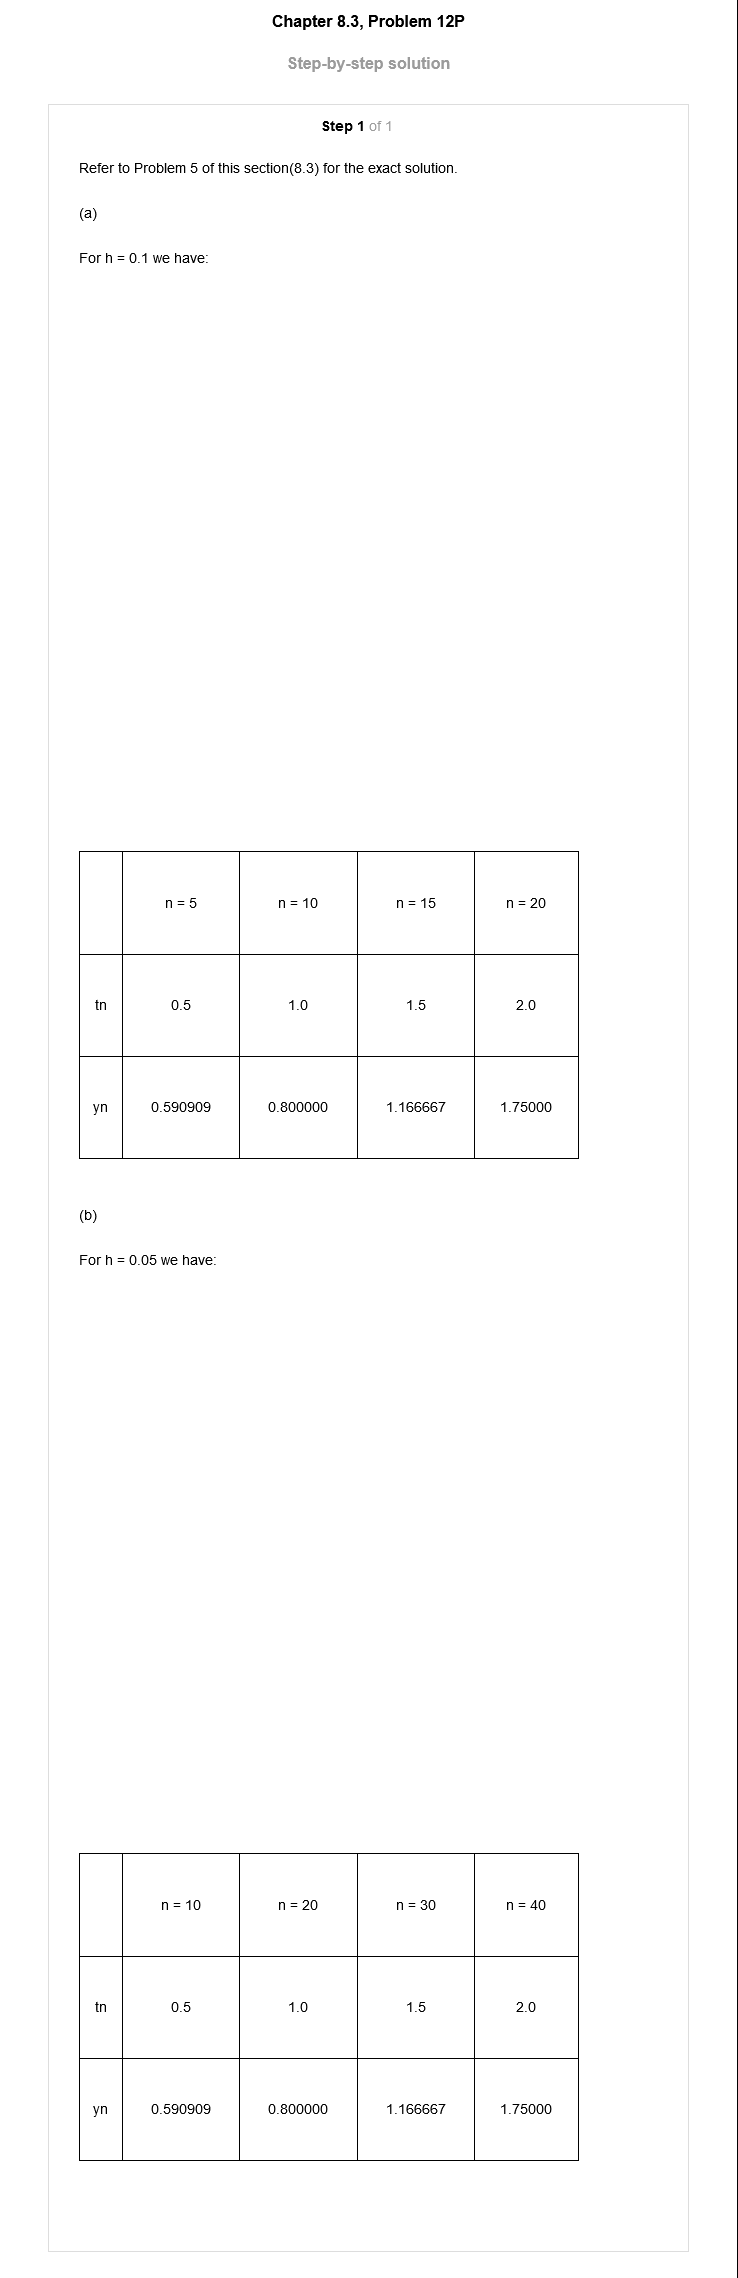 Chapter 8.3, Problem 12P
Step-by-step solution
Step 1 of 1
Refer to Problem 5 of this section(8.3) for the exact solution.
(a)
For h = 0.1 we have:
n = 5 n = 10 n = 15 n = 20
tn 0.5 1.0 1.5 2.0
yn 0.590909 0.800000 1.166667 1.75000
(b)
For h = 0.05 we have:
n = 10 n = 20 n = 30 n = 40
tn 0.5 1.0 1.5 2.0
yn 0.590909 0.800000 1.166667 1.75000